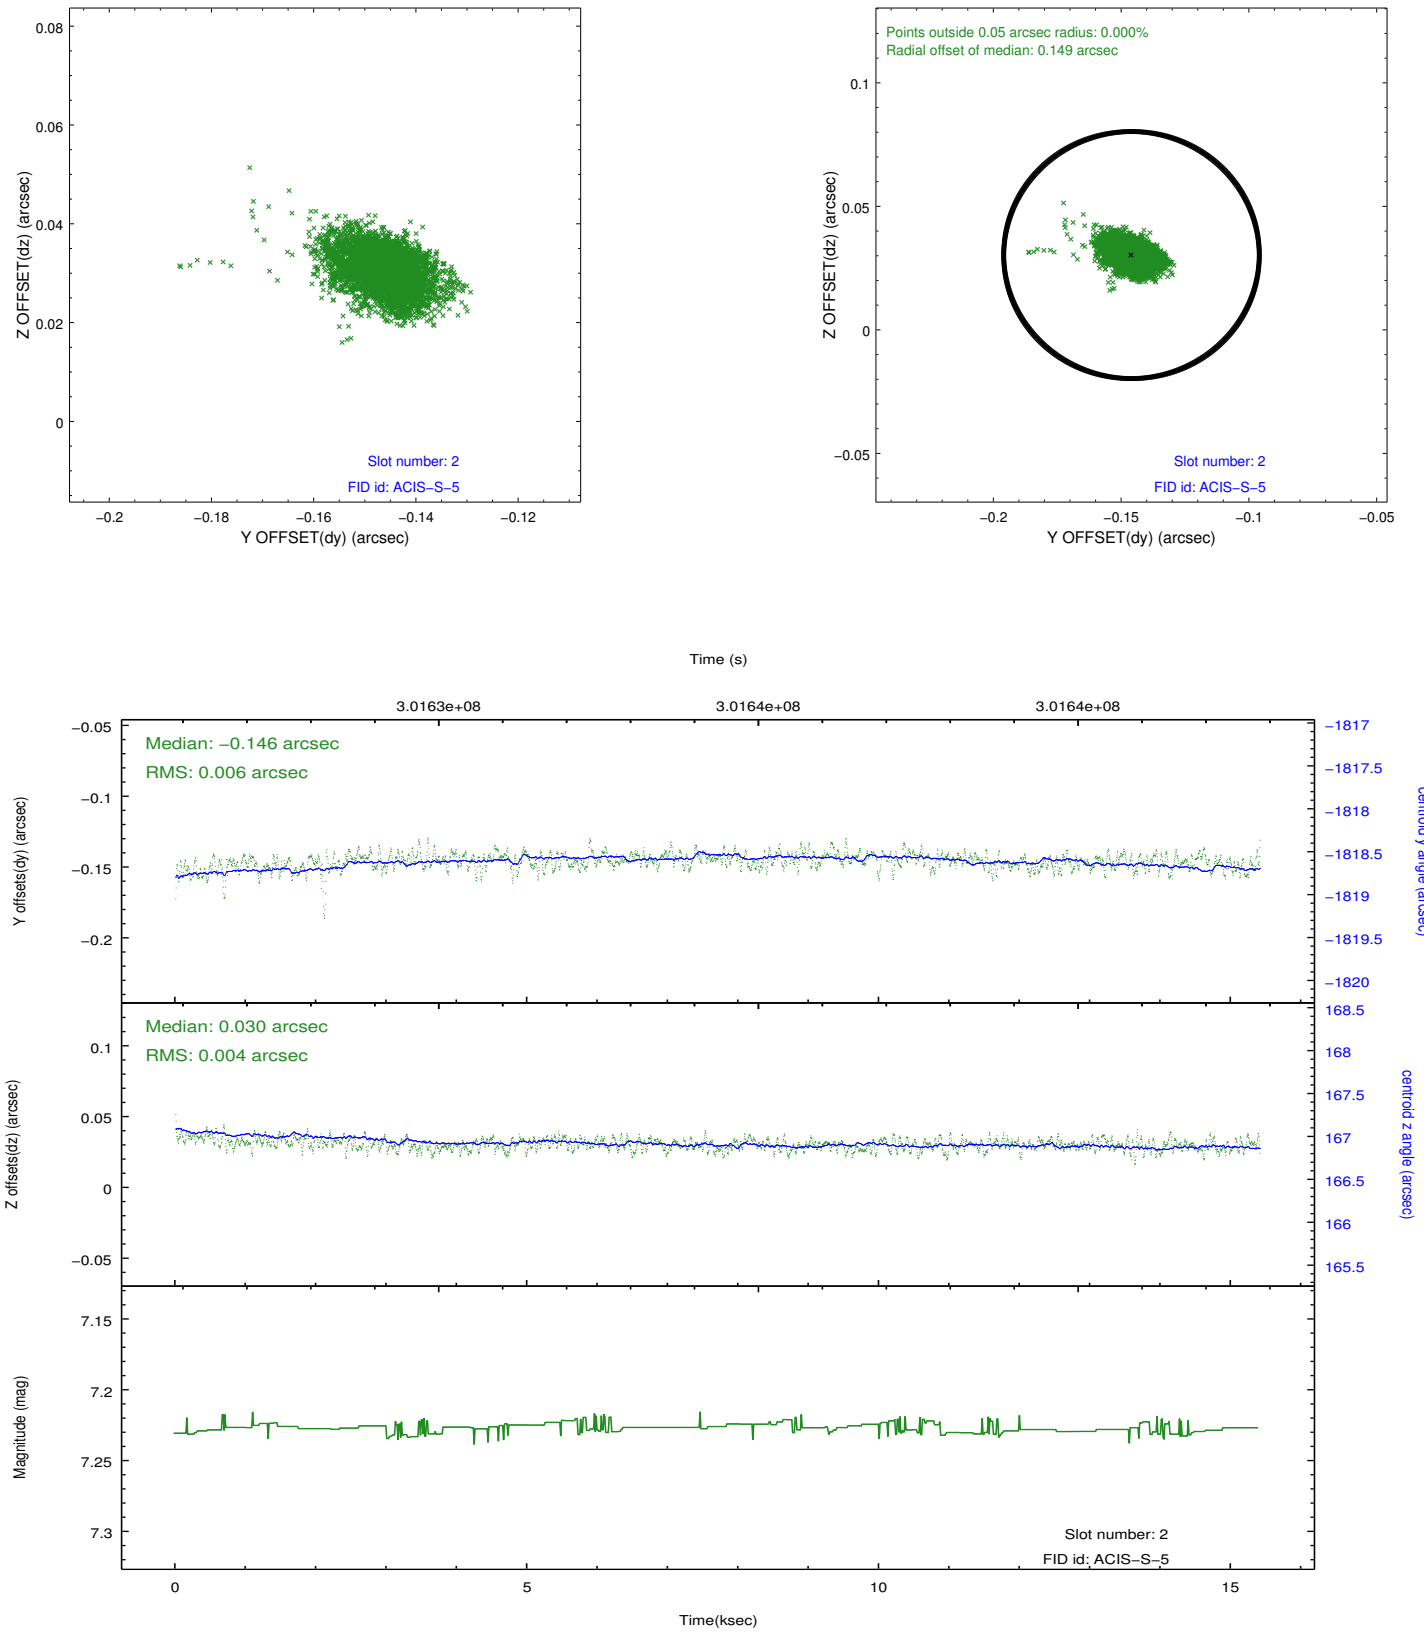 0.08
0.06
0.04
0.02
0
−0.2
−0.18
−0.16
−0.14
−0.12
Z OFFSET(dz) (arcsec)
Y OFFSET(dy) (arcsec)
Slot number: 2
FID id: ACIS−S−5
Points outside 0.05 arcsec radius: 0.000%
Radial offset of median: 0.149 arcsec
0.1
0.05
0
−0.05
−0.2
−0.15
−0.1
−0.05
Z OFFSET(dz) (arcsec)
Y OFFSET(dy) (arcsec)
Slot number: 2
FID id: ACIS−S−5
Time (s)
3.0163e+08
3.0164e+08
3.0164e+08
−0.05
−0.1
−0.15
−0.2
Y offsets(dy) (arcsec)
Median: −0.146 arcsec
RMS: 0.006 arcsec
−1817
−1817.5
−1818
−1818.5
−1819
−1819.5
−1820
centroid y angle (arcsec)
0.1
0.05
0
−0.05
Z offsets(dz) (arcsec)
Median: 0.030 arcsec
RMS: 0.004 arcsec
168.5
168
167.5
167
166.5
166
165.5
centroid z angle (arcsec)
7.15
7.2
7.25
7.3
Magnitude (mag)
Slot number: 2
FID id: ACIS−S−5
0
5
10
15
Time(ksec)